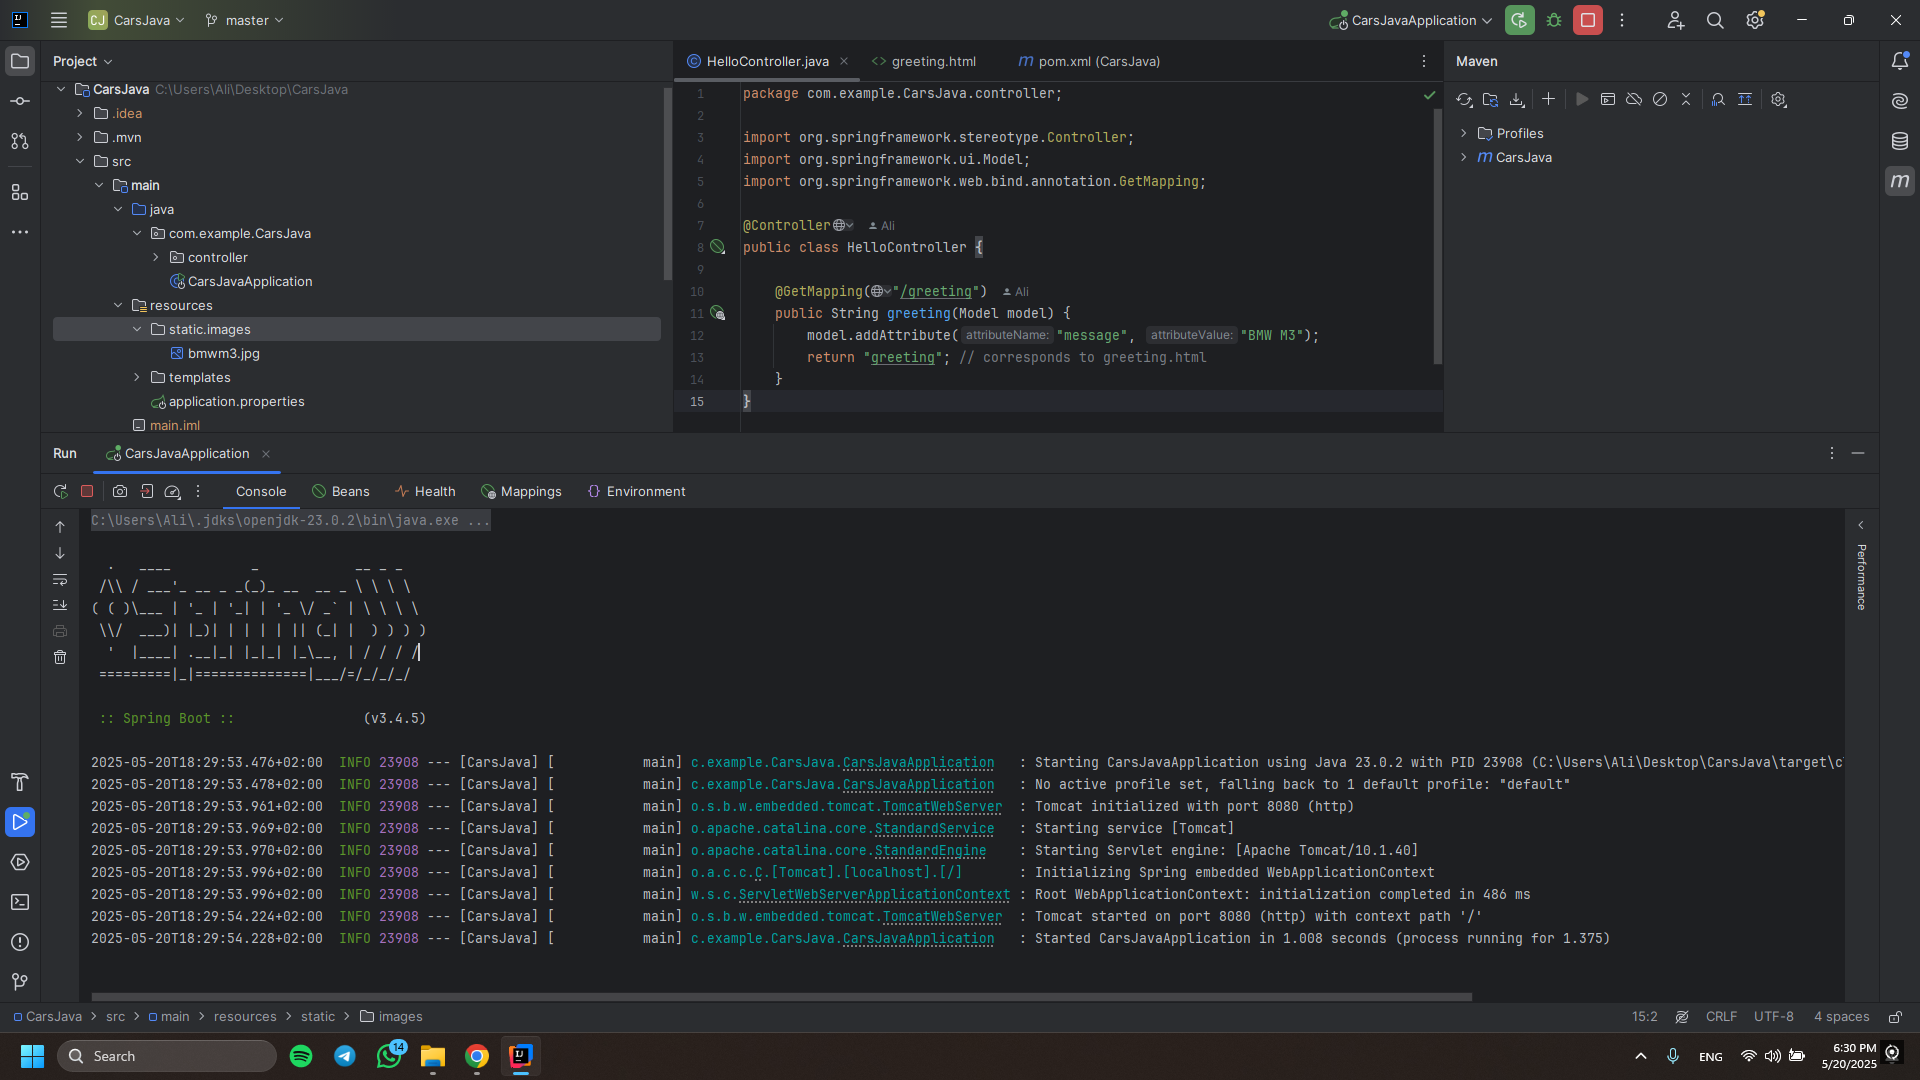 CJ CarsJava master CarsJavaApplication
Project
CarsJava C:\Users\Ali\Desktop\CarsJava
.idea
.mvn
src
main
java
com.example.CarsJava
controller
CarsJavaApplication
resources
static.images
bmwm3.jpg
templates
application.properties
main.iml
HelloController.java greeting.html pom.xml (CarsJava)
1 package com.example.CarsJava.controller;
2
3 import org.springframework.stereotype.Controller;
4 import org.springframework.ui.Model;
5 import org.springframework.web.bind.annotation.GetMapping;
6
7 @Controller Ali
8 public class HelloController {
9
10 @GetMapping("/greeting") Ali
11 public String greeting(Model model) {
12 model.addAttribute( attributeName: "message", attributeValue: "BMW M3");
13 return "greeting"; // corresponds to greeting.html
14 }
15 }
Maven
Profiles
CarsJava
Run CarsJavaApplication
Console Beans Health Mappings Environment
Performance
C:\Users\Ali\.jdks\openjdk-23.0.2\bin\java.exe ...
  .   ____          _            __ _ _
 /\\ / ___'_ __ _ _(_)_ __  __ _ \ \ \ \
( ( )\___ | '_ | '_| | '_ \/ _` | \ \ \ \
 \\/  ___)| |_)| | | | | || (_| |  ) ) ) )
  '  |____| .__|_| |_|_| |_\__, | / / / /
 =========|_|==============|___/=/_/_/_/
:: Spring Boot :: (v3.4.5)
2025-05-20T18:29:53.476+02:00 INFO 23908 --- [CarsJava] [ main] c.example.CarsJava.CarsJavaApplication : Starting CarsJavaApplication using Java 23.0.2 with PID 23908 (C:\Users\Ali\Desktop\CarsJava\target\c
2025-05-20T18:29:53.478+02:00 INFO 23908 --- [CarsJava] [ main] c.example.CarsJava.CarsJavaApplication : No active profile set, falling back to 1 default profile: "default"
2025-05-20T18:29:53.961+02:00 INFO 23908 --- [CarsJava] [ main] o.s.b.w.embedded.tomcat.TomcatWebServer : Tomcat initialized with port 8080 (http)
2025-05-20T18:29:53.969+02:00 INFO 23908 --- [CarsJava] [ main] o.apache.catalina.core.StandardService : Starting service [Tomcat]
2025-05-20T18:29:53.970+02:00 INFO 23908 --- [CarsJava] [ main] o.apache.catalina.core.StandardEngine : Starting Servlet engine: [Apache Tomcat/10.1.40]
2025-05-20T18:29:53.996+02:00 INFO 23908 --- [CarsJava] [ main] o.a.c.c.C.[Tomcat].[localhost].[/] : Initializing Spring embedded WebApplicationContext
2025-05-20T18:29:53.996+02:00 INFO 23908 --- [CarsJava] [ main] w.s.c.ServletWebServerApplicationContext : Root WebApplicationContext: initialization completed in 486 ms
2025-05-20T18:29:54.224+02:00 INFO 23908 --- [CarsJava] [ main] o.s.b.w.embedded.tomcat.TomcatWebServer : Tomcat started on port 8080 (http) with context path '/'
2025-05-20T18:29:54.228+02:00 INFO 23908 --- [CarsJava] [ main] c.example.CarsJava.CarsJavaApplication : Started CarsJavaApplication in 1.008 seconds (process running for 1.375)
CarsJava > src > main > resources > static > images 15:2 CRLF UTF-8 4 spaces
Search 14 ENG 6:30 PM
5/20/2025